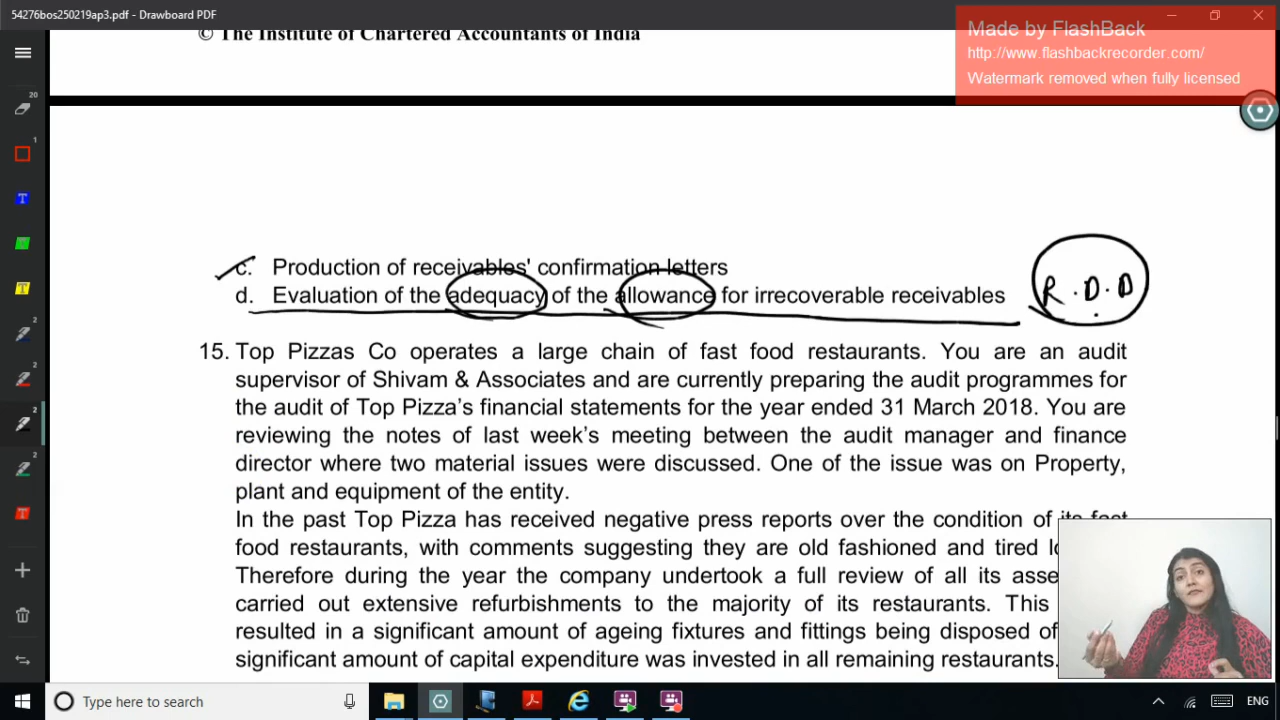 54276bos250219ap3.pdf - Drawboard PDF
Made by FlashBack
http://www.flashbackrecorder.com/
Watermark removed when fully licensed
© The Institute of Chartered Accountants of India
c. Production of receivables' confirmation letters
d. Evaluation of the adequacy of the allowance for irrecoverable receivables
R.D.D
15. Top Pizzas Co operates a large chain of fast food restaurants. You are an audit
supervisor of Shivam & Associates and are currently preparing the audit programmes for
the audit of Top Pizza's financial statements for the year ended 31 March 2018. You are
reviewing the notes of last week's meeting between the audit manager and finance
director where two material issues were discussed. One of the issue was on Property,
plant and equipment of the entity.
In the past Top Pizza has received negative press reports over the condition of its fast
food restaurants, with comments suggesting they are old fashioned and tired
Therefore during the year the company undertook a full review of all its
carried out extensive refurbishments to the majority of its restaurants. This
resulted in a significant amount of ageing fixtures and fittings being disposed of
significant amount of capital expenditure was invested in all remaining restaurants.
20
1
T
N
T
2
2
2
2
T
Type here to search
ENG